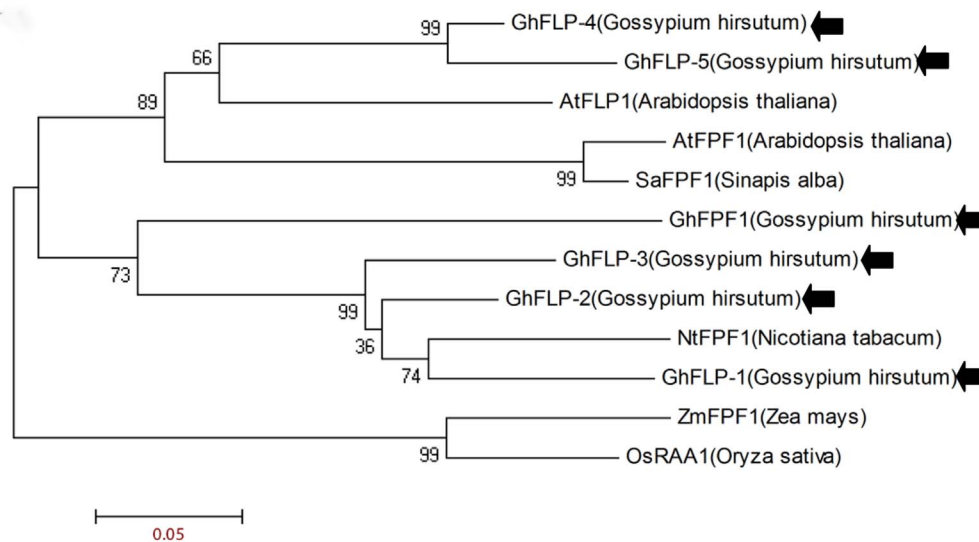 99
GhFLP-4(Gossypium hirsutum)
66
GhFLP-5(Gossypium hirsutum)
89
AtFLP1(Arabidopsis thaliana)
AtFPF1(Arabidopsis thaliana)
99
SaFPF1(Sinapis alba)
GhFPF1(Gossypium hirsutum)
73
GhFLP-3(Gossypium hirsutum)
99
GhFLP-2(Gossypium hirsutum)
36
NtFPF1(Nicotiana tabacum)
74
GhFLP-1(Gossypium hirsutum)
ZmFPF1(Zea mays)
99
OsRAA1(Oryza sativa)
0.05